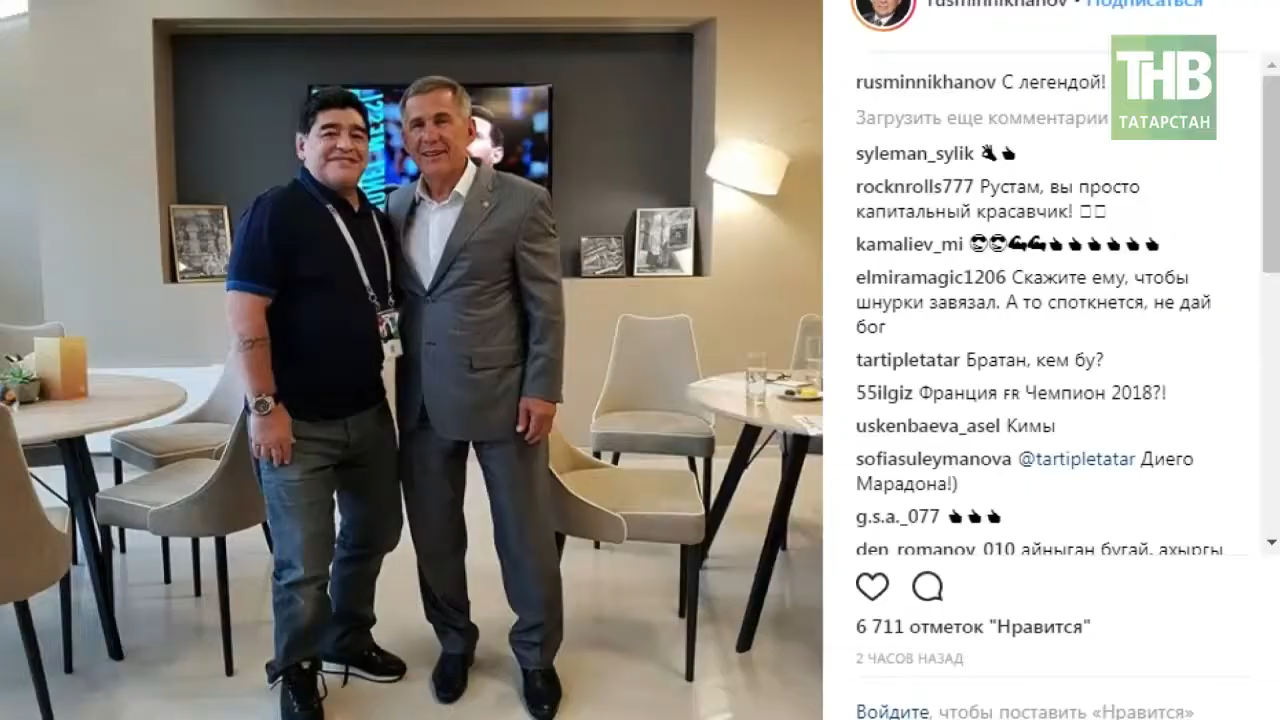 rusminnikhanov • Подписаться
ТНВ
ТАТАРСТАН
rusminnikhanov С легендой!
Загрузить еще комментарии
syleman_sylik
rocknrolls777 Рустам, вы просто
капитальный красавчик!
kamaliev_mi
elmiramagic1206 Скажите ему, чтобы
шнурки завязал. А то споткнется, не дай
бог
tartipletatar Братан, кем бу?
55ilgiz Франция FR Чемпион 2018?!
uskenbaeva_asel Кимы
sofiasuleymanova @tartipletatar Диего
Марадона!)
g.s.a._077
den_romanov_010 айныган бугай, ахыргы
6 711 отметок "Нравится"
2 ЧАСОВ НАЗАД
Войдите, чтобы поставить «Нравится»